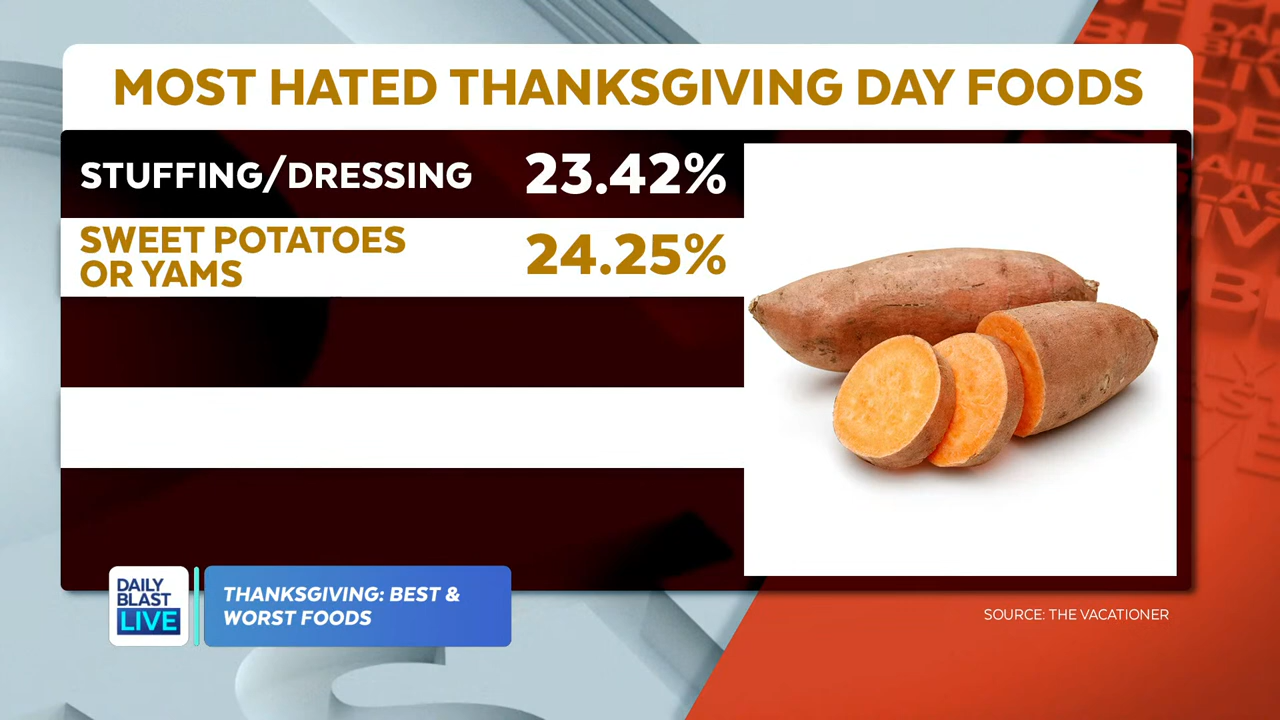 MOST HATED THANKSGIVING DAY FOODS
STUFFING/DRESSING 23.42%
SWEET POTATOES
OR YAMS 24.25%
DAILY
BLAST
LIVE
THANKSGIVING: BEST &
WORST FOODS
SOURCE: THE VACATIONER